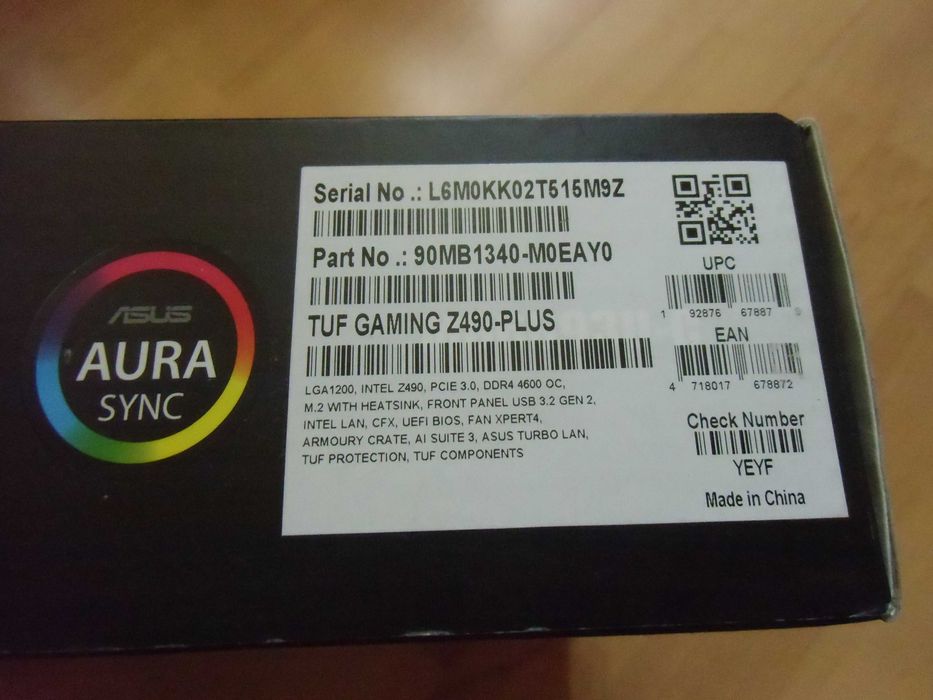 ASUS
AURA
SYNC
Serial No .: L6M0KK02T515M9Z
Part No .: 90MB1340-M0EAY0
TUF GAMING Z490-PLUS
LGA1200, INTEL Z490, PCIE 3.0, DDR4 4600 OC,
M.2 WITH HEATSINK, FRONT PANEL USB 3.2 GEN 2,
INTEL LAN, CFX, UEFI BIOS, FAN XPERT4,
ARMOURY CRATE, AI SUITE 3, ASUS TURBO LAN,
TUF PROTECTION, TUF COMPONENTS
UPC
1 92876 67887
EAN
4 718017 678872
Check Number
YEYF
Made in China